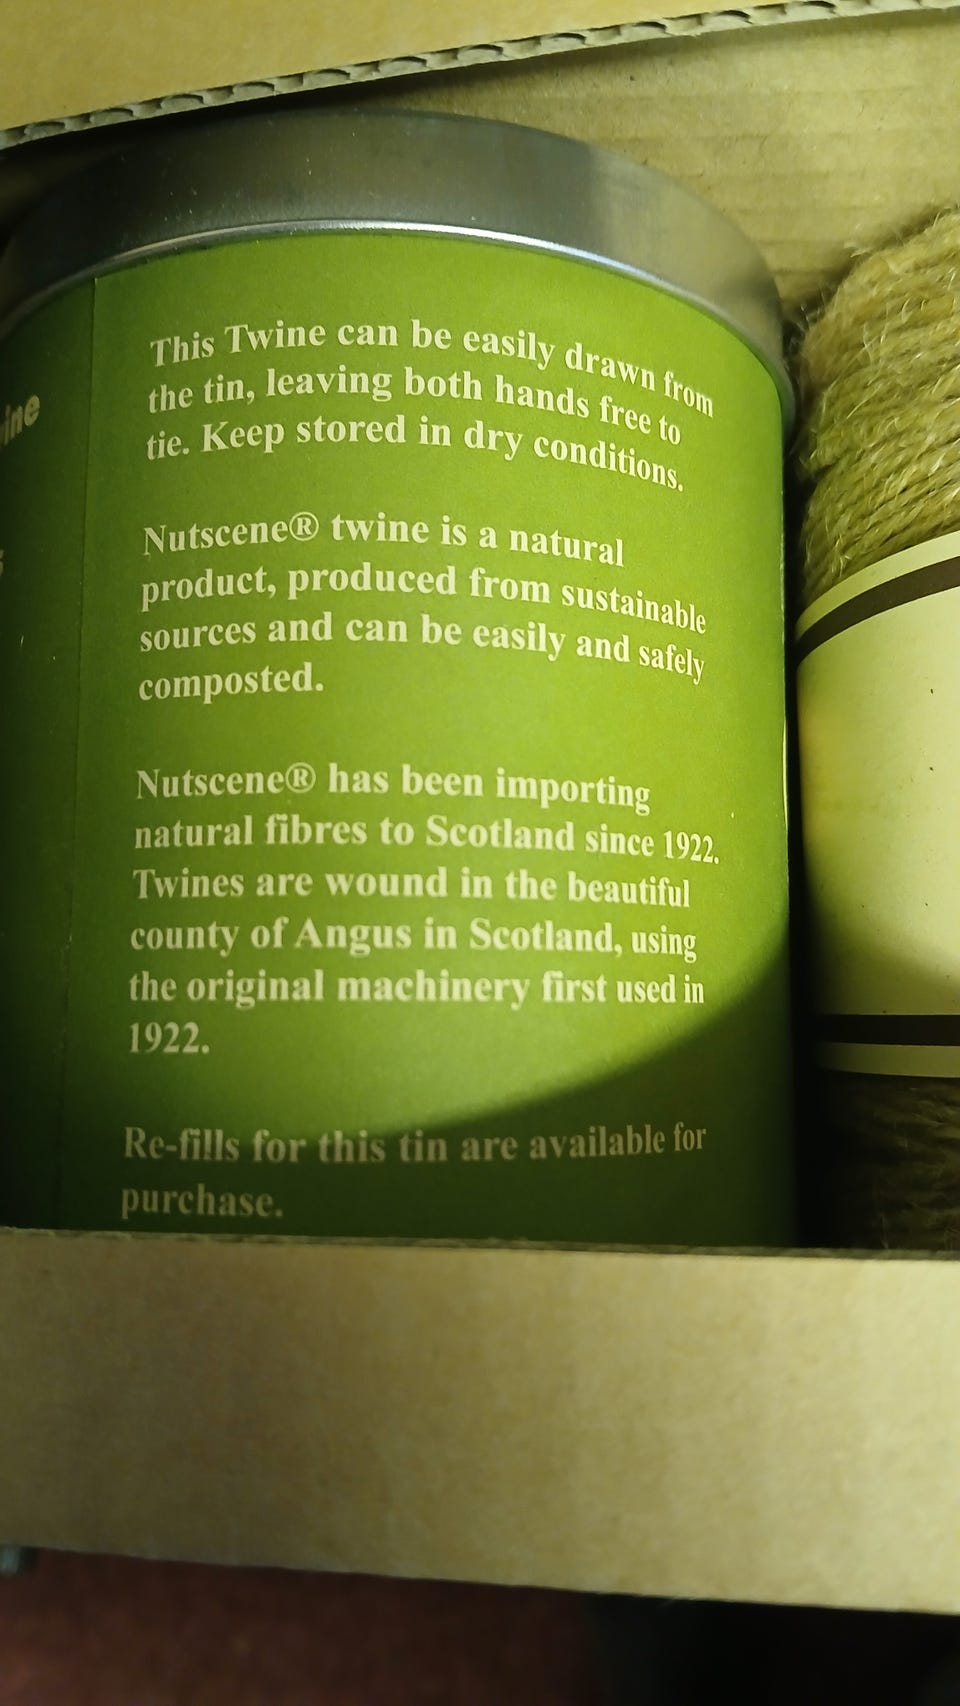 This Twine can be easily drawn from
the tin, leaving both hands free to
tie. Keep stored in dry conditions.
Nutscene® twine is a natural
product, produced from sustainable
sources and can be easily and safely
composted.
Nutscene® has been importing
natural fibres to Scotland since 1922.
Twines are wound in the beautiful
county of Angus in Scotland, using
the original machinery first used in
1922.
Re-fills for this tin are available for
purchase.